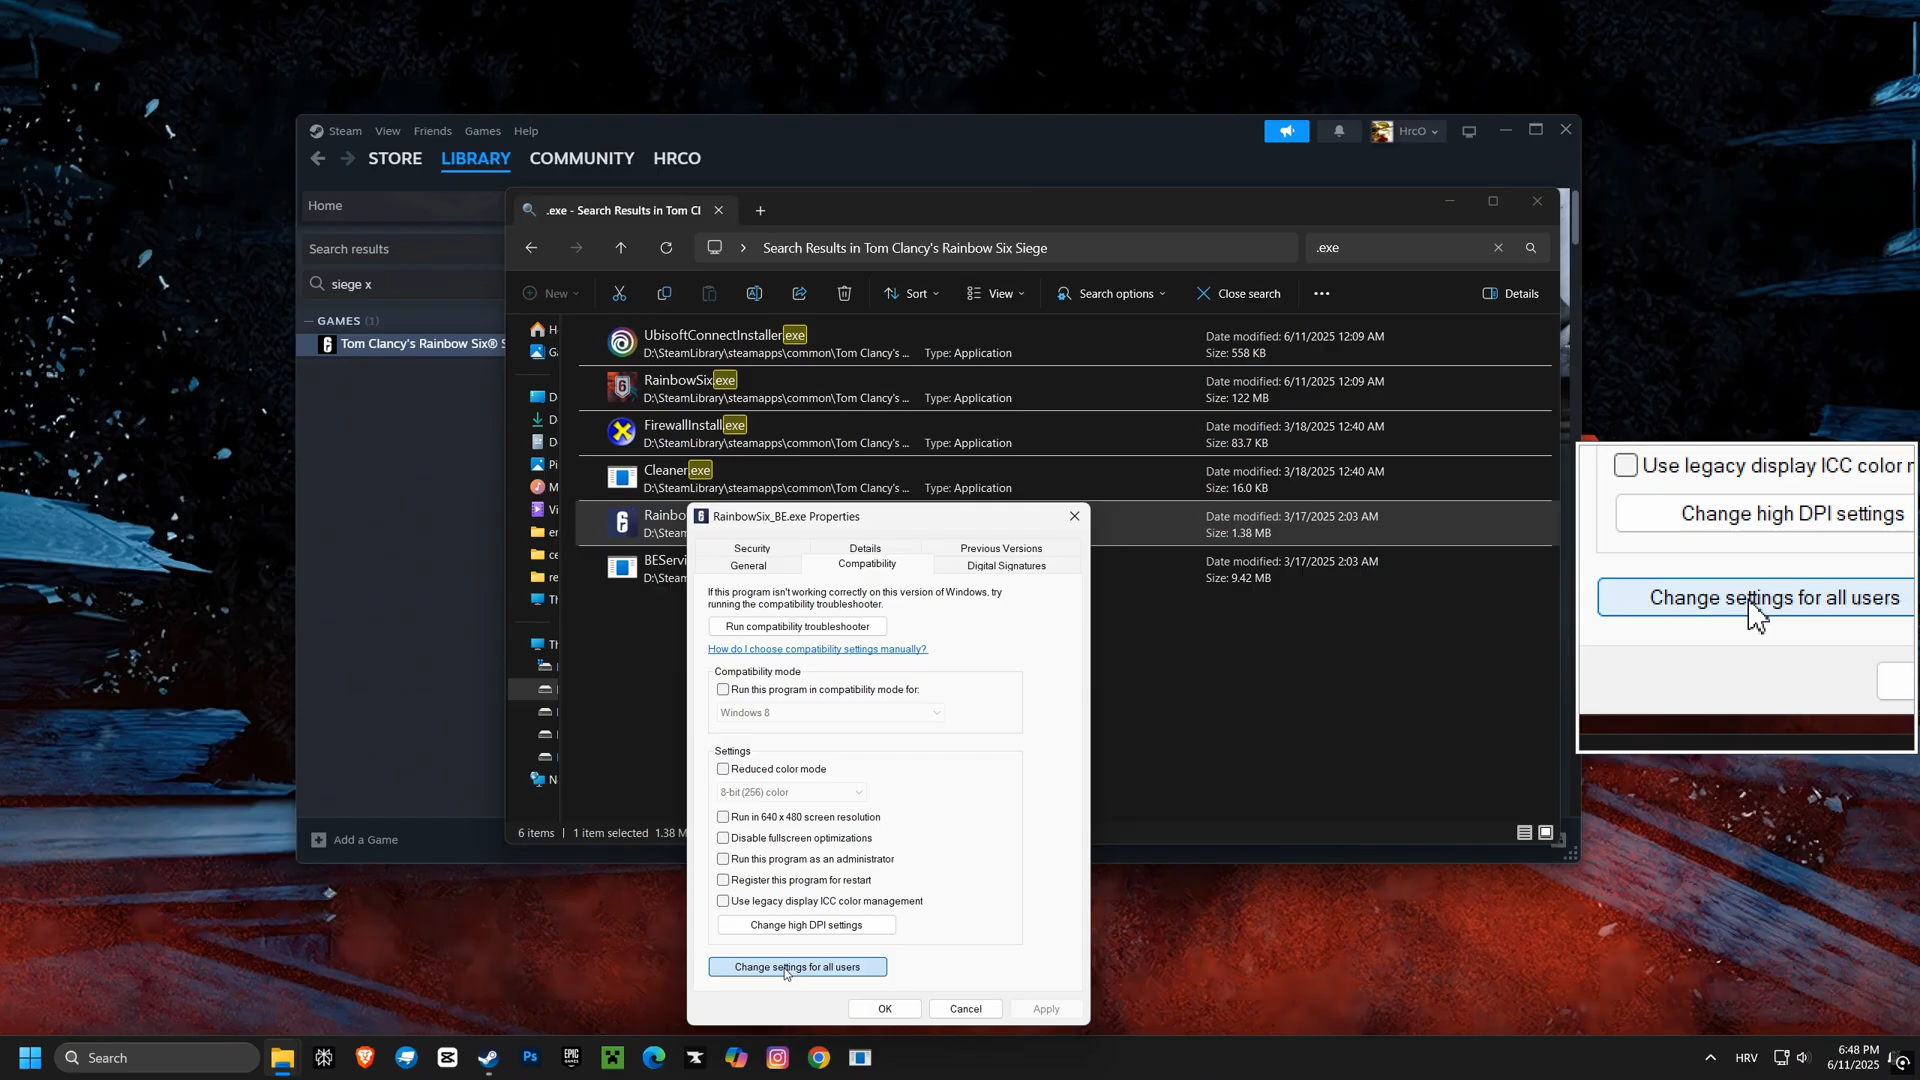 Steam View Friends Games Help
HrcO
STORE LIBRARY COMMUNITY HRCO
Home
Search results
siege x
GAMES (1)
Tom Clancy's Rainbow Six® S
Add a Game
.exe - Search Results in Tom Cl
Search Results in Tom Clancy's Rainbow Six Siege
.exe
New
Sort
View
Search options
Close search
Details
UbisoftConnectInstaller.exe
D:\SteamLibrary\steamapps\common\Tom Clancy's ...
Type: Application
Date modified: 6/11/2025 12:09 AM
Size: 558 KB
RainbowSix.exe
D:\SteamLibrary\steamapps\common\Tom Clancy's ...
Type: Application
Date modified: 6/11/2025 12:09 AM
Size: 122 MB
FirewallInstall.exe
D:\SteamLibrary\steamapps\common\Tom Clancy's ...
Type: Application
Date modified: 3/18/2025 12:40 AM
Size: 83.7 KB
Cleaner.exe
D:\SteamLibrary\steamapps\common\Tom Clancy's ...
Type: Application
Date modified: 3/18/2025 12:40 AM
Size: 16.0 KB
Rainbo
D:\Stean
Date modified: 3/17/2025 2:03 AM
Size: 1.38 MB
BEServi
D:\Stean
Date modified: 3/17/2025 2:03 AM
Size: 9.42 MB
6 items
1 item selected 1.38 M
RainbowSix_BE.exe Properties
Security Details Previous Versions
General Compatibility Digital Signatures
If this program isn't working correctly on this version of Windows, try
running the compatibility troubleshooter.
Run compatibility troubleshooter
How do I choose compatibility settings manually?
Compatibility mode
Run this program in compatibility mode for:
Windows 8
Settings
Reduced color mode
8-bit (256) color
Run in 640 x 480 screen resolution
Disable fullscreen optimizations
Run this program as an administrator
Register this program for restart
Use legacy display ICC color management
Change high DPI settings
Change settings for all users
OK Cancel Apply
Use legacy display ICC color r
Change high DPI settings
Change settings for all users
Search
Ps
EPIC GAMES
HRV
6:48 PM
6/11/2025